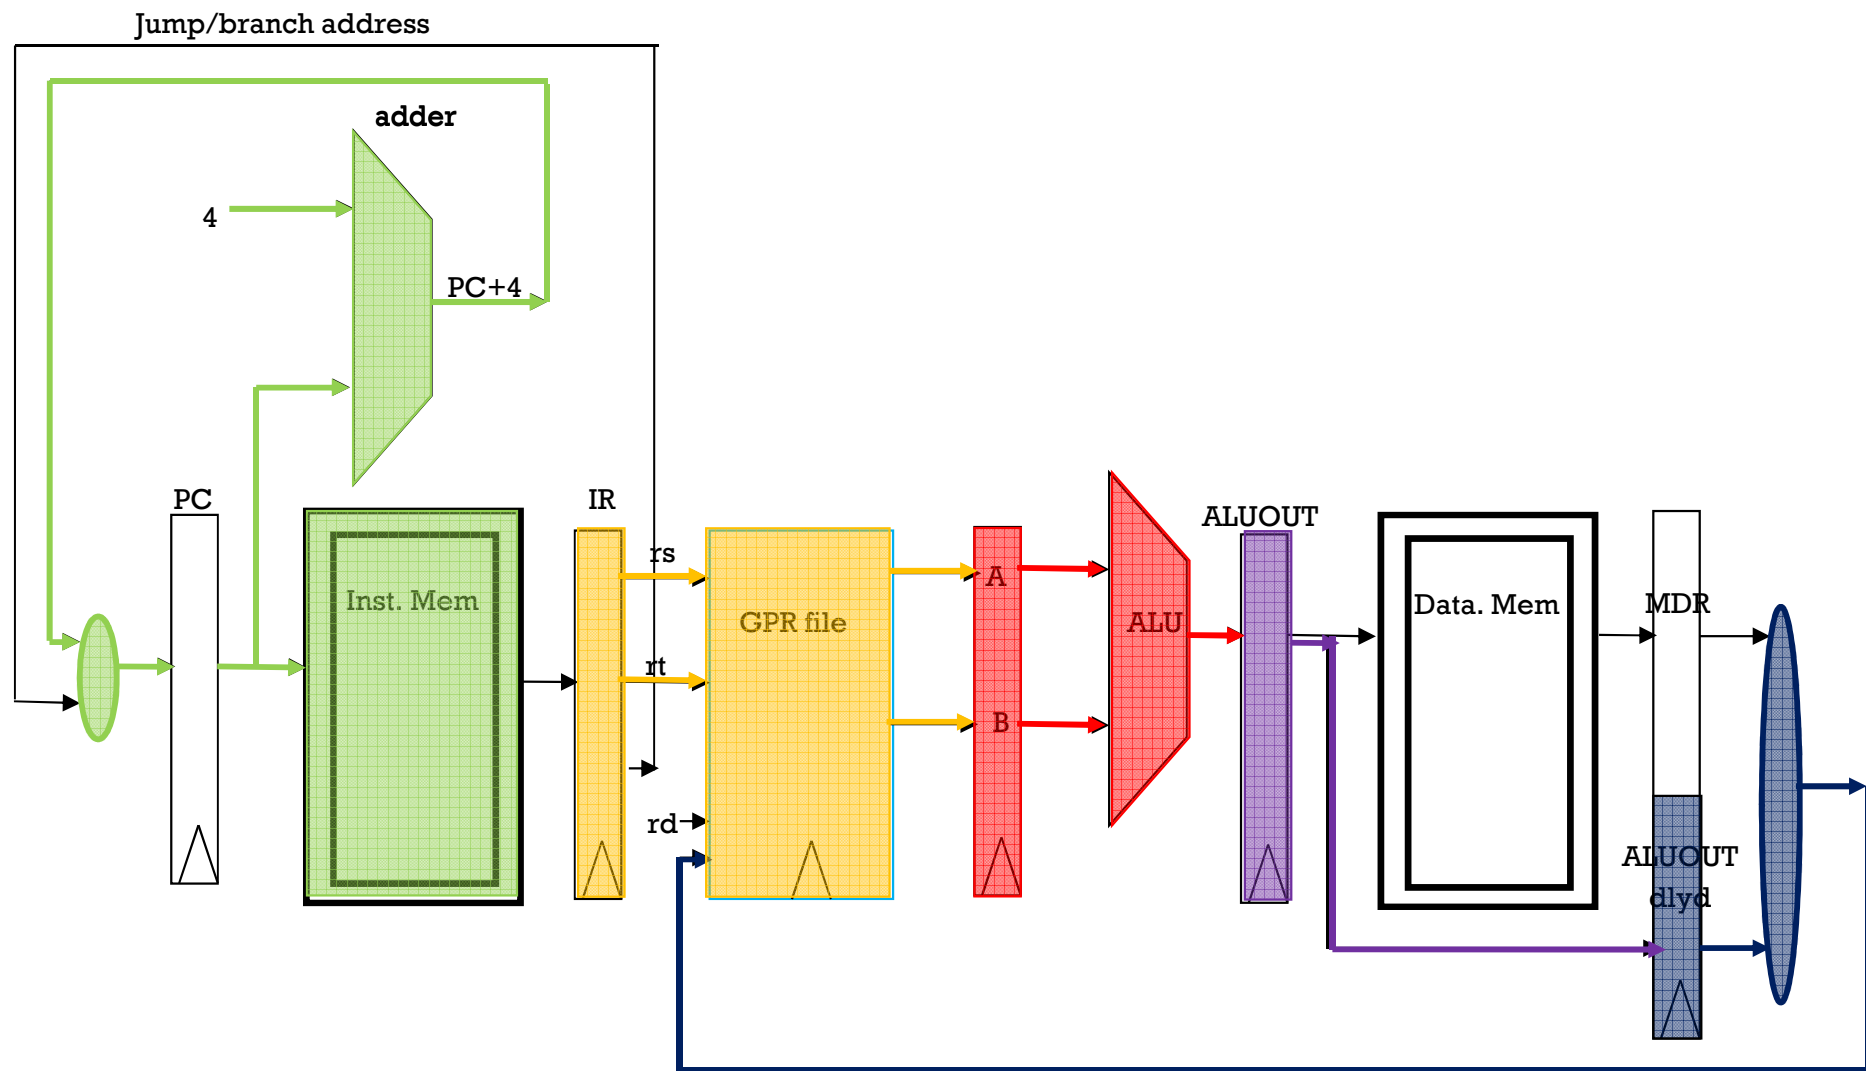 Jump/branch address
adder
4
PC+4
PC
IR
ALUOUT
rs
Inst. Mem
GPR file
A
ALU
Data. Mem
MDR
rt
B
rd
ALUOUT
dlyd